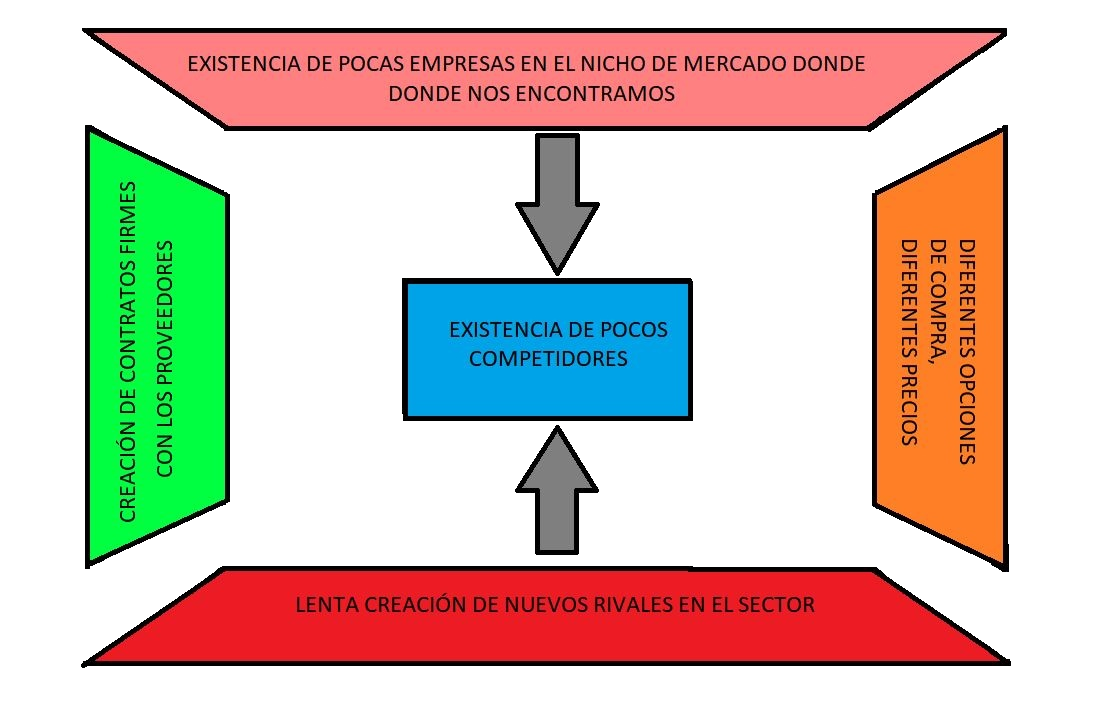 EXISTENCIA DE POCAS EMPRESAS EN EL NICHO DE MERCADO DONDE
DONDE NOS ENCONTRAMOS
CREACIÓN DE CONTRATOS FIRMES
CON LOS PROVEEDORES
EXISTENCIA DE POCOS
COMPETIDORES
DIFERENTES OPCIONES
DE COMPRA,
DIFERENTES PRECIOS
LENTA CREACIÓN DE NUEVOS RIVALES EN EL SECTOR